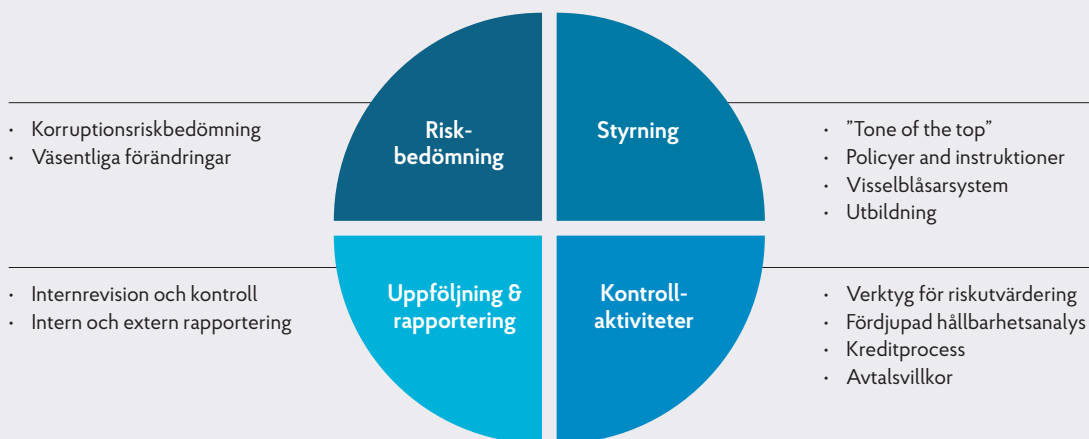 Risk-
bedömning
Styrning
Uppföljning &
rapportering
Kontroll-
aktiviteter
· Korruptionsriskbedömning
· Väsentliga förändringar
· "Tone of the top"
· Policyer and instruktioner
· Visselblåsarsystem
· Utbildning
· Internrevision och kontroll
· Intern och extern rapportering
· Verktyg för riskutvärdering
· Fördjupad hållbarhetsanalys
· Kreditprocess
· Avtalsvillkor